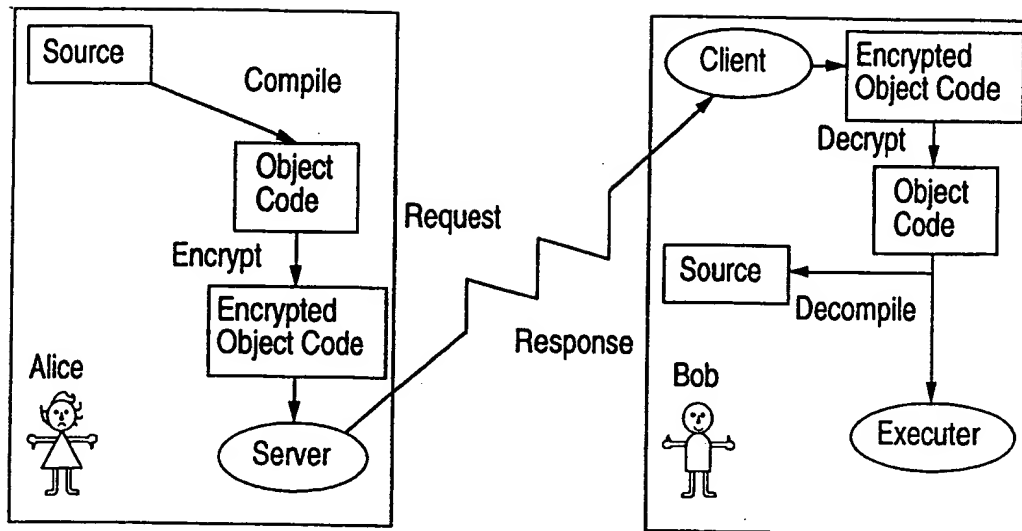 Source
Compile
Object
Code
Encrypt
Encrypted
Object Code
Alice
Server
Request
Response
Client
Encrypted
Object Code
Decrypt
Object
Code
Source
Decompile
Bob
Executer